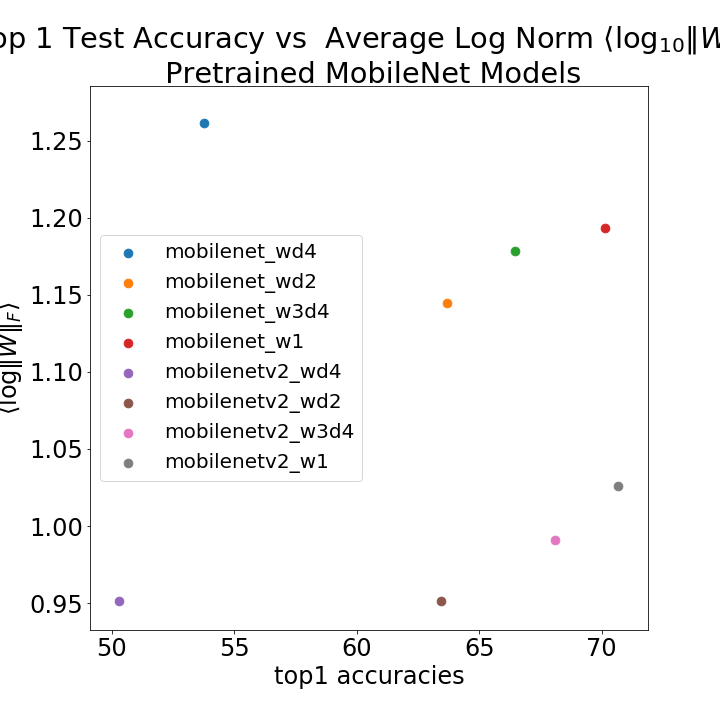 op 1 Test Accuracy vs Average Log Norm ⟨log₁₀‖W
Pretrained MobileNet Models
1.25
1.20
1.15
1.10
1.05
1.00
0.95
⟨log‖W‖F⟩
mobilenet_wd4
mobilenet_wd2
mobilenet_w3d4
mobilenet_w1
mobilenetv2_wd4
mobilenetv2_wd2
mobilenetv2_w3d4
mobilenetv2_w1
50 55 60 65 70
top1 accuracies